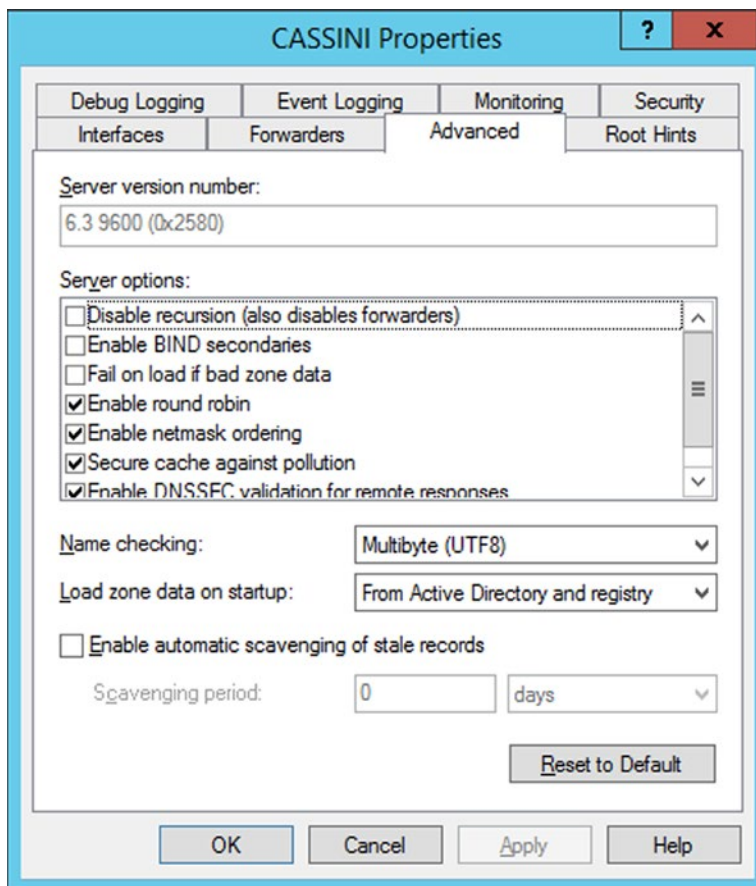 CASSINI Properties
? x
Debug Logging Event Logging Monitoring Security
Interfaces Forwarders Advanced Root Hints
Server version number:
6.3 9600 (0x2580)
Server options:
Disable recursion (also disables forwarders)
Enable BIND secondaries
Fail on load if bad zone data
Enable round robin
Enable netmask ordering
Secure cache against pollution
Enable DNSSEC validation for remote responses
Name checking: Multibyte (UTF8)
Load zone data on startup: From Active Directory and registry
Enable automatic scavenging of stale records
Scavenging period: 0 days
Reset to Default
OK Cancel Apply Help